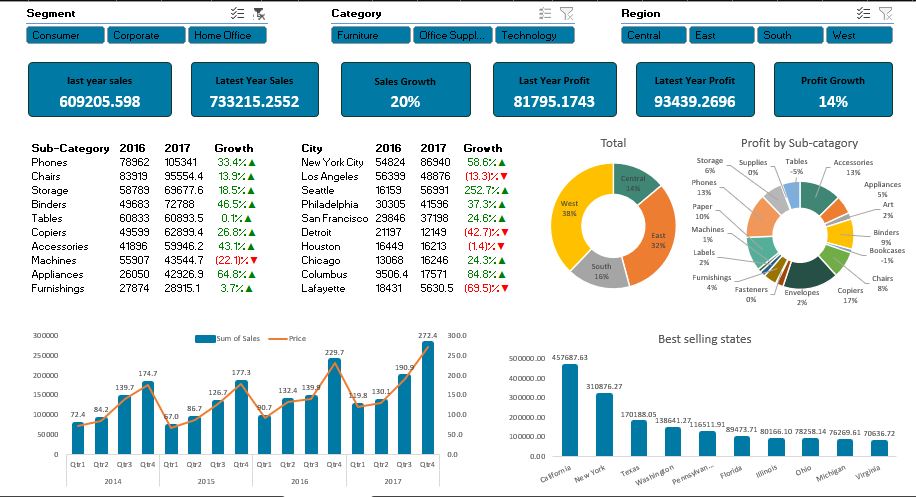 Segment
Consumer Corporate Home Office
Category
Furniture Office Suppl... Technology
Region
Central East South West
last year sales
609205.598
Latest Year Sales
733215.2552
Sales Growth
20%
Last Year Profit
81795.1743
Latest Year Profit
93439.2696
Profit Growth
14%
Sub-Category 2016 2017 Growth
Phones 78962 105341 33.4%▲
Chairs 83919 95554.4 13.9%▲
Storage 58789 69677.6 18.5%▲
Binders 49683 72788 46.5%▲
Tables 60833 60893.5 0.1%▲
Copiers 49599 62899.4 26.8%▲
Accessories 41896 59946.2 43.1%▲
Machines 55907 43544.7 (22.1)%▼
Appliances 26050 42926.9 64.8%▲
Furnishings 27874 28915.1 3.7%▲
City 2016 2017 Growth
New York City 54824 86940 58.6%▲
Los Angeles 56399 48876 (13.3)%▼
Seattle 16159 56991 252.7%▲
Philadelphia 30305 41596 37.3%▲
San Francisco 29846 37198 24.6%▲
Detroit 21197 12149 (42.7)%▼
Houston 16449 16213 (1.4)%▼
Chicago 13068 16246 24.3%▲
Columbus 9506.4 17571 84.8%▲
Lafayette 18431 5630.5 (69.5)%▼
Total
Central
14%
East
32%
South
16%
West
38%
Profit by Sub-catagory
Accessories
13%
Appliances
5%
Art
2%
Binders
9%
Bookcases
-1%
Chairs
8%
Copiers
17%
Envelopes
2%
Fasteners
0%
Furnishings
4%
Labels
2%
Machines
1%
Paper
10%
Phones
13%
Storage
6%
Supplies
0%
Tables
-5%
Sum of Sales Price
300000
250000
200000
150000
100000
50000
0
300.0
250.0
200.0
150.0
100.0
50.0
0.0
72.4 84.2 139.7 174.7 67.0 86.7 126.7 177.3 90.7 132.4 139.9 229.7 119.8 130.1 190.9 272.4
Qtr1 Qtr2 Qtr3 Qtr4 Qtr1 Qtr2 Qtr3 Qtr4 Qtr1 Qtr2 Qtr3 Qtr4 Qtr1 Qtr2 Qtr3 Qtr4
2014 2015 2016 2017
Best selling states
500000.00
400000.00
300000.00
200000.00
100000.00
0.00
457687.63 310876.27 170188.05 138641.27 116511.91 89473.71 80166.10 78258.14 76269.61 70636.72
California New York Texas Washington Pennsylvan... Florida Illinois Ohio Michigan Virginia